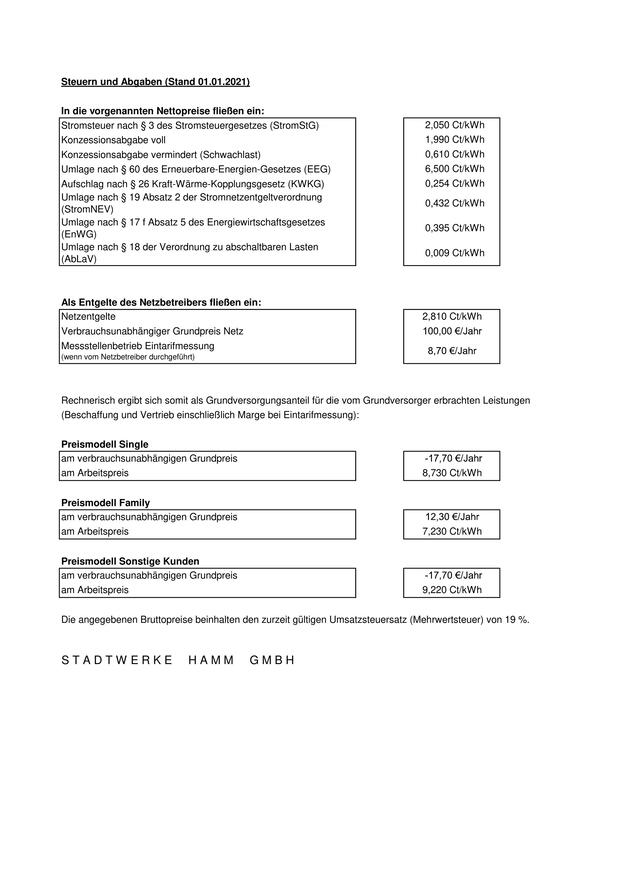 Steuern und Abgaben (Stand 01.01.2021)
In die vorgenannten Nettopreise fließen ein:
Stromsteuer nach § 3 des Stromsteuergesetzes (StromStG) 2,050 Ct/kWh
Konzessionsabgabe voll 1,990 Ct/kWh
Konzessionsabgabe vermindert (Schwachlast) 0,610 Ct/kWh
Umlage nach § 60 des Erneuerbare-Energien-Gesetzes (EEG) 6,500 Ct/kWh
Aufschlag nach § 26 Kraft-Wärme-Kopplungsgesetz (KWKG) 0,254 Ct/kWh
Umlage nach § 19 Absatz 2 der Stromnetzentgeltverordnung
(StromNEV) 0,432 Ct/kWh
Umlage nach § 17 f Absatz 5 des Energiewirtschaftsgesetzes
(EnWG) 0,395 Ct/kWh
Umlage nach § 18 der Verordnung zu abschaltbaren Lasten
(AbLaV) 0,009 Ct/kWh
Als Entgelte des Netzbetreibers fließen ein:
Netzentgelte 2,810 Ct/kWh
Verbrauchsunabhängiger Grundpreis Netz 100,00 €/Jahr
Messstellenbetrieb Eintarifmessung 8,70 €/Jahr
(wenn vom Netzbetreiber durchgeführt)
Rechnerisch ergibt sich somit als Grundversorgungsanteil für die vom Grundversorger erbrachten Leistungen
(Beschaffung und Vertrieb einschließlich Marge bei Eintarifmessung):
Preismodell Single
am verbrauchsunabhängigen Grundpreis -17,70 €/Jahr
am Arbeitspreis 8,730 Ct/kWh
Preismodell Family
am verbrauchsunabhängigen Grundpreis 12,30 €/Jahr
am Arbeitspreis 7,230 Ct/kWh
Preismodell Sonstige Kunden
am verbrauchsunabhängigen Grundpreis -17,70 €/Jahr
am Arbeitspreis 9,220 Ct/kWh
Die angegebenen Bruttopreise beinhalten den zurzeit gültigen Umsatzsteuersatz (Mehrwertsteuer) von 19 %.
STADTWERKE HAMM GMBH